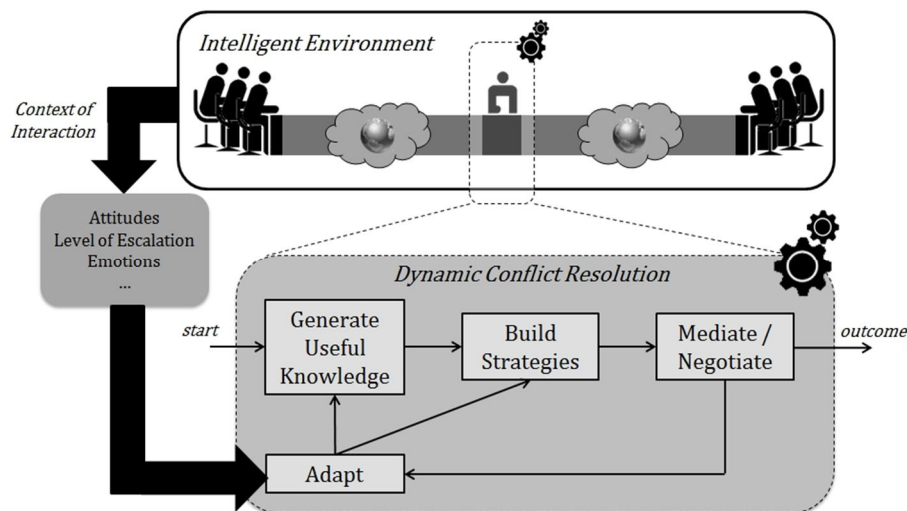 Intelligent Environment
Context of
Interaction
Attitudes
Level of Escalation
Emotions
...
Dynamic Conflict Resolution
start
Generate
Useful
Knowledge
Build
Strategies
Mediate /
Negotiate
outcome
Adapt